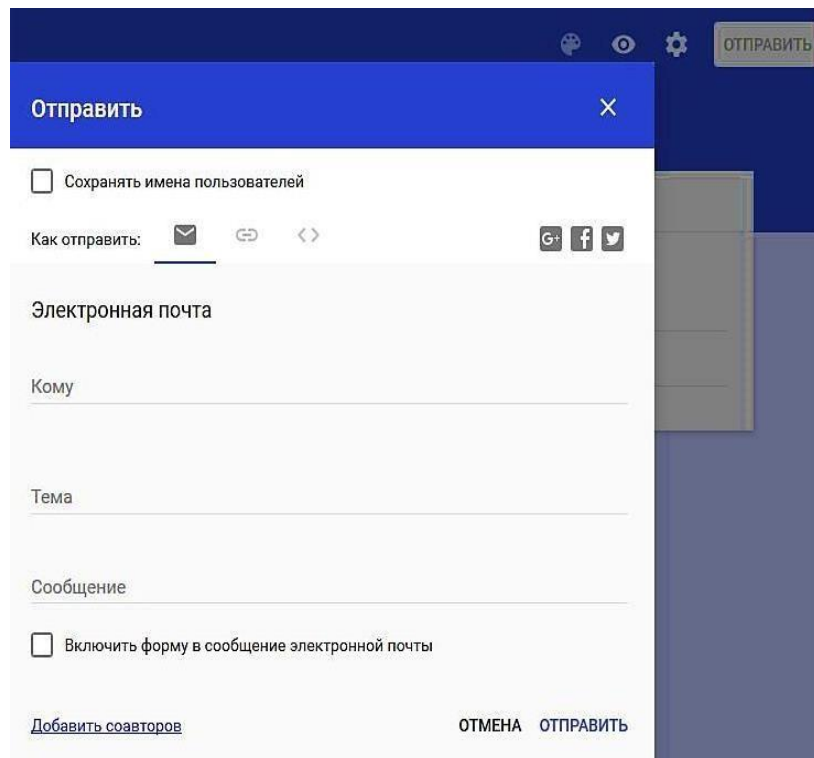 ОТПРАВИТЬ
Отправить
Сохранять имена пользователей
Как отправить:
G+
Электронная почта
Кому
Тема
Сообщение
Включить форму в сообщение электронной почты
Добавить соавторов ОТМЕНА ОТПРАВИТЬ